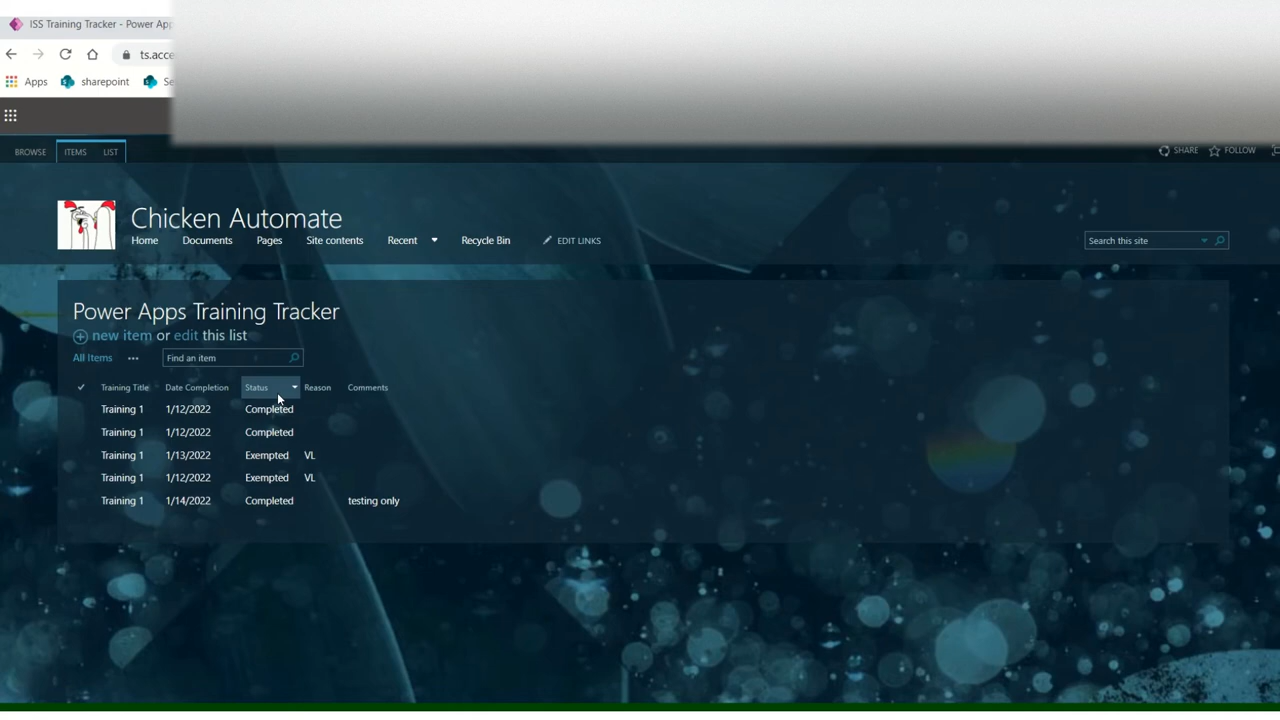 ISS Training Tracker - Power App
ts.acce
Apps sharepoint Se
BROWSE ITEMS LIST SHARE FOLLOW
Chicken Automate
Home Documents Pages Site contents Recent Recycle Bin EDIT LINKS Search this site
Power Apps Training Tracker
new item or edit this list
All Items ... Find an item
Training Title Date Completion Status Reason Comments
Training 1 1/12/2022 Completed
Training 1 1/12/2022 Completed
Training 1 1/13/2022 Exempted VL
Training 1 1/12/2022 Exempted VL
Training 1 1/14/2022 Completed testing only